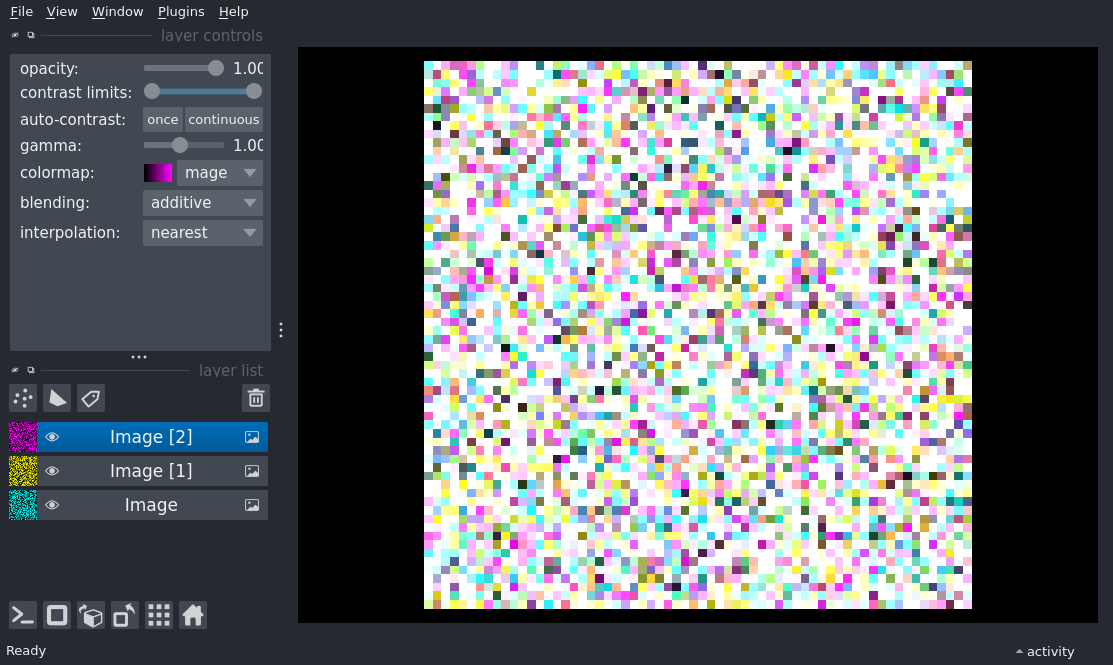 File View Window Plugins Help
layer controls
opacity: 1.00
contrast limits:
auto-contrast: once continuous
gamma: 1.00
colormap: mage
blending: additive
interpolation: nearest
layer list
Image [2]
Image [1]
Image
Ready
activity